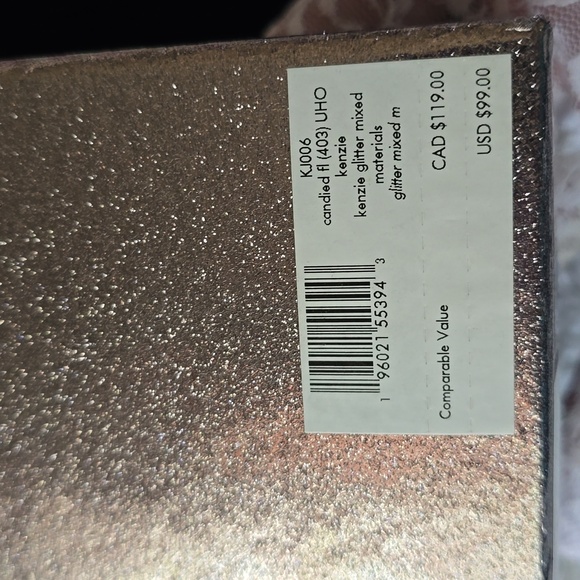 KJ006
candied fl (403) UHO
kenzie
kenzie glitter mixed
materials
glitter mixed m
1 96021 55394 3
CAD $119.00
Comparable Value
USD $99.00